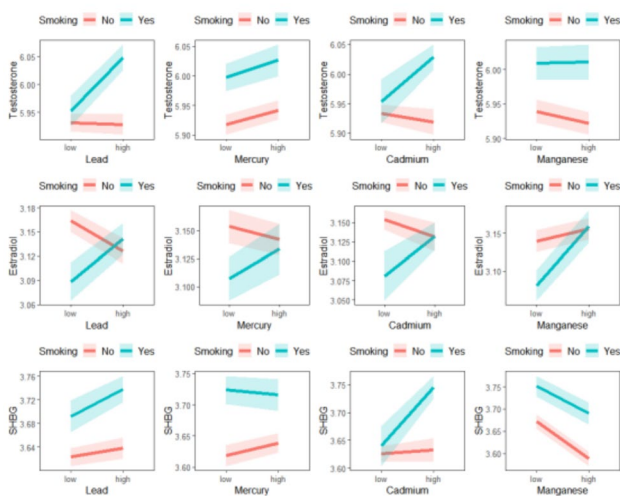 Smoking No Yes Smoking No Yes Smoking No Yes Smoking No Yes
Testosterone 6.05 6.00 5.95 low high Lead
Testosterone 6.05 6.00 5.95 5.90 low high Mercury
Testosterone 6.05 6.00 5.95 5.90 low high Cadmium
Testosterone 6.00 5.95 5.90 low high Manganese
Smoking No Yes Smoking No Yes Smoking No Yes Smoking No Yes
Estradiol 3.18 3.15 3.12 3.09 3.06 low high Lead
Estradiol 3.150 3.125 3.100 low high Mercury
Estradiol 3.150 3.125 3.100 3.075 3.050 low high Cadmium
Estradiol 3.15 3.10 low high Manganese
Smoking No Yes Smoking No Yes Smoking No Yes Smoking No Yes
SHBG 3.76 3.72 3.68 3.64 low high Lead
SHBG 3.75 3.70 3.65 3.60 low high Mercury
SHBG 3.75 3.70 3.65 3.60 low high Cadmium
SHBG 3.75 3.70 3.65 3.60 low high Manganese